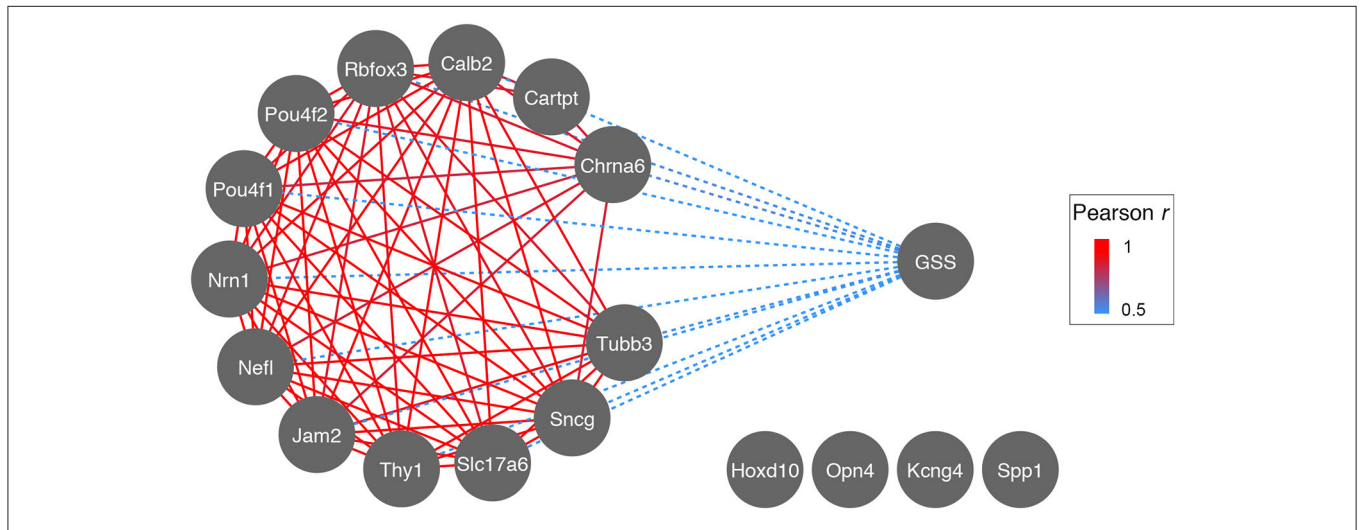 Calb2
Rbfox3
Cartpt
Pou4f2
Chrna6
Pou4f1
Pearson r
1
0.5
GSS
Nrn1
Tubb3
Nefl
Sncg
Jam2
Slc17a6
Thy1
Hoxd10
Opn4
Kcng4
Spp1